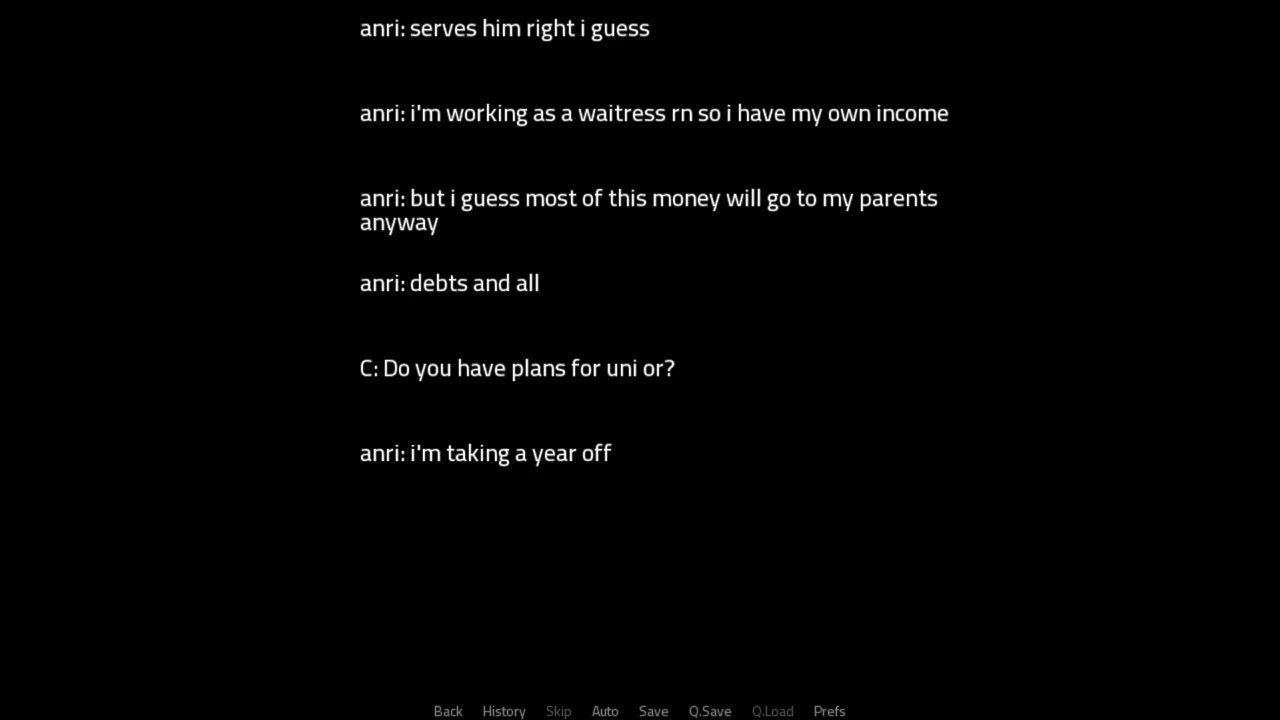 anri: serves him right i guess
anri: i'm working as a waitress rn so i have my own income
anri: but i guess most of this money will go to my parents
anyway
anri: debts and all
C: Do you have plans for uni or?
anri: i'm taking a year off
Back History Skip Auto Save Q.Save Q.Load Prefs